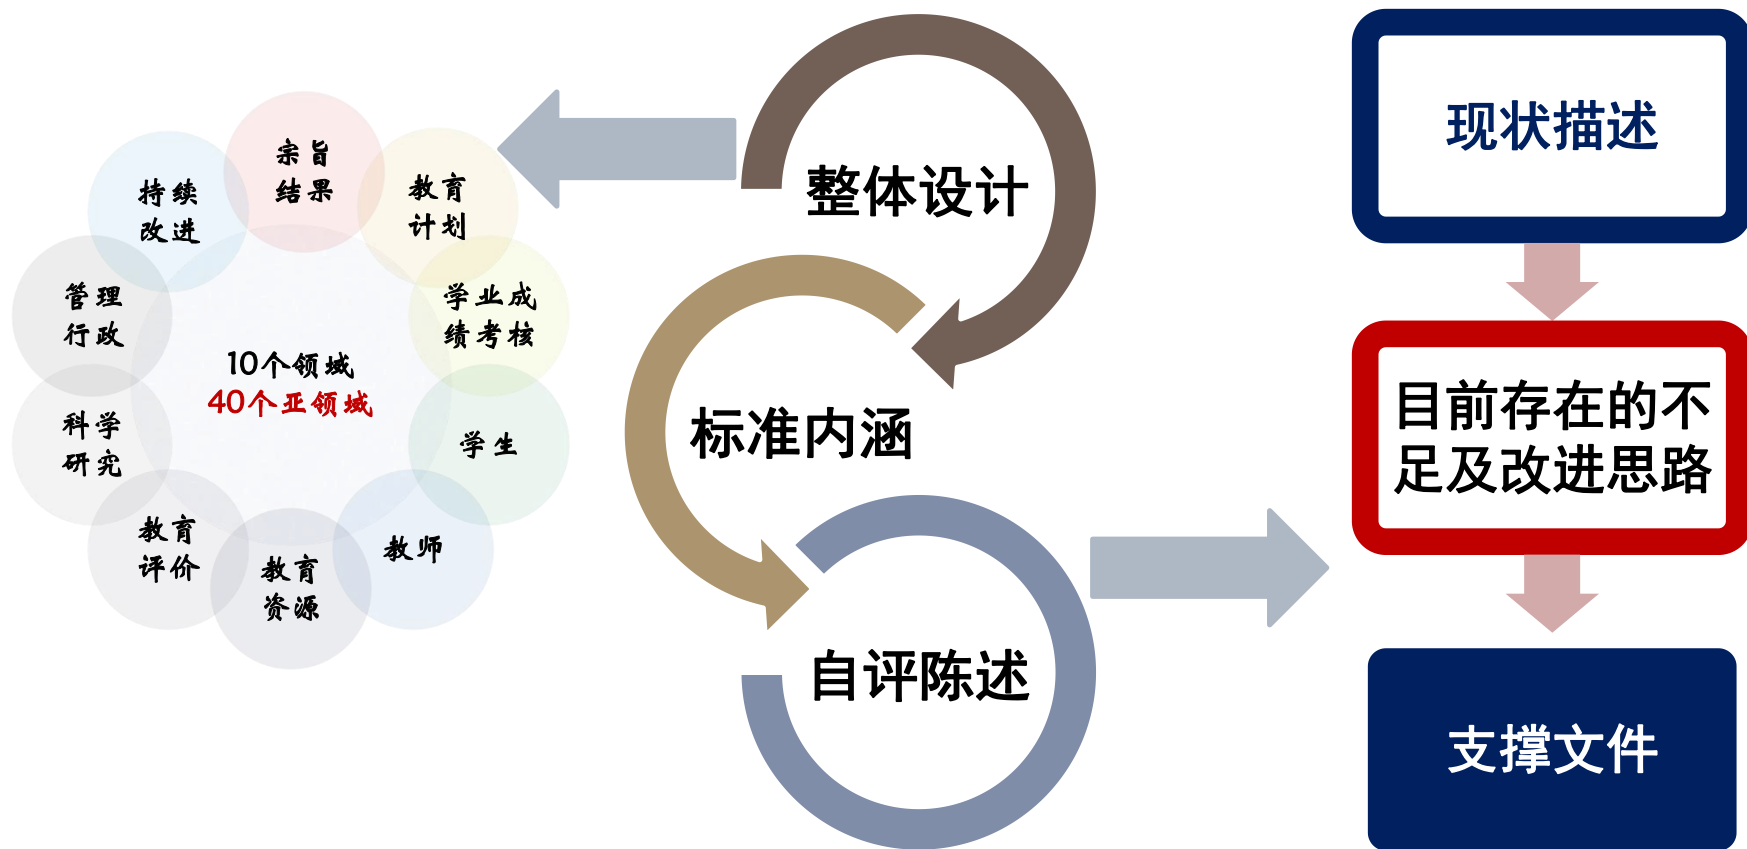 宗旨
结果
教育
计划
学业成
绩考核
学生
教师
教育
资源
教育
评价
科学
研究
管理
行政
持续
改进
10个领域
40个亚领域
整体设计
标准内涵
自评陈述
现状描述
目前存在的不
足及改进思路
支撑文件